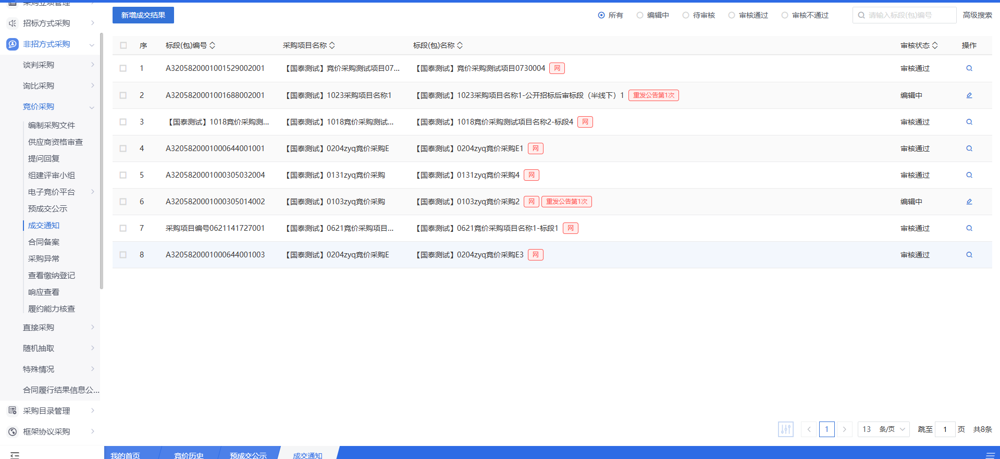 采购立项管理
招标方式采购
非招方式采购
谈判采购
询比采购
竞价采购
编制采购文件
供应商资格审查
提问回复
组建评审小组
电子竞价平台
预成交公示
成交通知
合同备案
采购异常
查看缴纳登记
响应查看
履约能力核查
直接采购
随机抽取
特殊情况
合同履行结果信息公...
采购目录管理
框架协议采购
新增成交结果 所有 编辑中 待审核 审核通过 审核不通过 请输入标段(包)编号 高级搜索
序 标段(包)编号 采购项目名称 标段(包)名称 审核状态 操作
1 A3205820001001529002001 【国泰测试】竞价采购测试项目07... 【国泰测试】竞价采购测试项目0730004 网 审核通过
2 A3205820001001688002001 【国泰测试】1023采购项目名称1 【国泰测试】1023采购项目名称1-公开招标后审标段（半线下）1 重发公告第1次 编辑中
3 【国泰测试】1018竞价采购测... 【国泰测试】1018竞价采购测试... 【国泰测试】1018竞价采购测试项目名称2-标段4 网 审核通过
4 A3205820001000644001001 【国泰测试】0204zyq竞价采购E 【国泰测试】0204zyq竞价采购E1 网 审核通过
5 A3205820001000305032004 【国泰测试】0131zyq竞价采购 【国泰测试】0131zyq竞价采购4 网 审核通过
6 A3205820001000305014002 【国泰测试】0103zyq竞价采购 【国泰测试】0103zyq竞价采购2 网 重发公告第1次 编辑中
7 采购项目编号0621141727001 【国泰测试】0621竞价采购项目... 【国泰测试】0621竞价采购项目名称1-标段1 网 审核通过
8 A3205820001000644001003 【国泰测试】0204zyq竞价采购E 【国泰测试】0204zyq竞价采购E3 网 审核通过
1 13 条/页 跳至 1 页 共8条
我的首页 竞价历史 预成交公示 成交通知